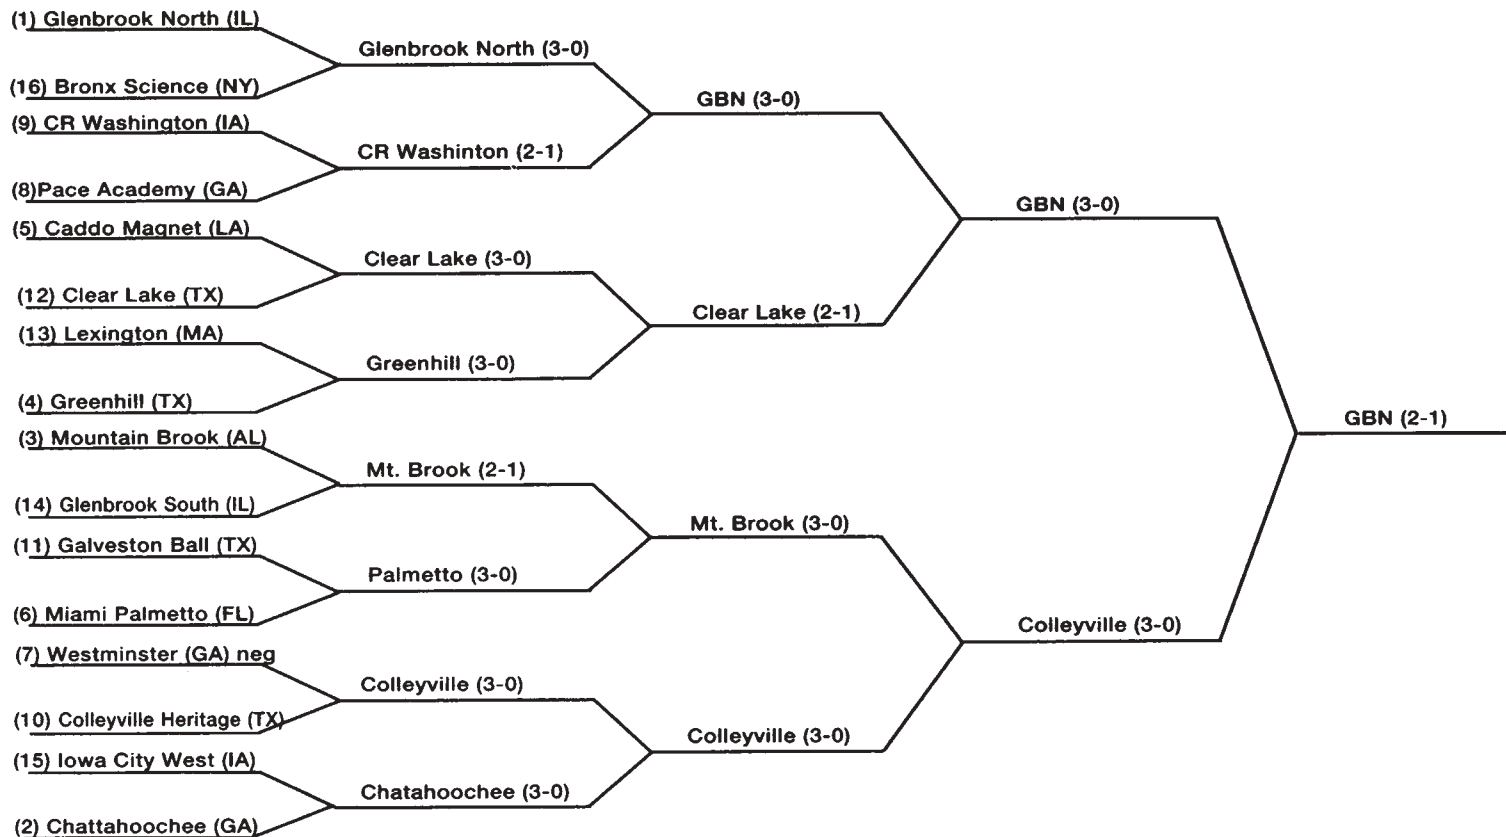 (1) Glenbrook North (IL)
Glenbrook North (3-0)
(16) Bronx Science (NY)
GBN (3-0)
(9) CR Washington (IA)
CR Washinton (2-1)
(8)Pace Academy (GA)
GBN (3-0)
(5) Caddo Magnet (LA)
Clear Lake (3-0)
(12) Clear Lake (TX)
Clear Lake (2-1)
(13) Lexington (MA)
Greenhill (3-0)
(4) Greenhill (TX)
GBN (2-1)
(3) Mountain Brook (AL)
Mt. Brook (2-1)
(14) Glenbrook South (IL)
Mt. Brook (3-0)
(11) Galveston Ball (TX)
Palmetto (3-0)
(6) Miami Palmetto (FL)
Colleyville (3-0)
(7) Westminster (GA) neg
Colleyville (3-0)
(10) Colleyville Heritage (TX)
Colleyville (3-0)
(15) Iowa City West (IA)
Chatahoochee (3-0)
(2) Chattahoochee (GA)